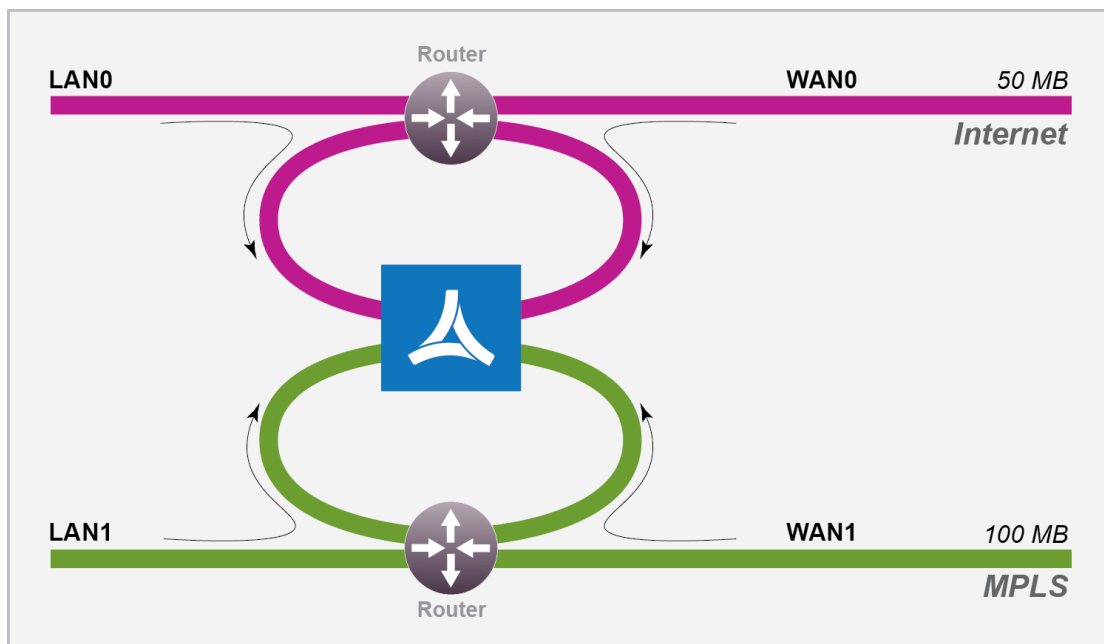 Router
LAN0
WAN0
50 MB
Internet
LAN1
WAN1
100 MB
MPLS
Router